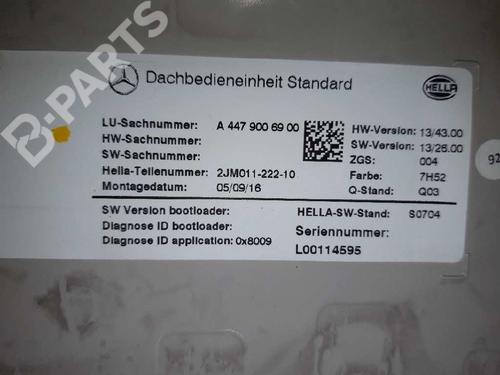 Dachbedieneinheit Standard
HELLA
LU-Sachnummer: A 447 900 69 00
HW-Sachnummer:
SW-Sachnummer:
Hella-Teilenummer: 2JM011-222-10
Montagedatum: 05/09/16
HW-Version: 13/43.00
SW-Version: 13/26.00
ZGS: 004
Farbe: 7H52
Q-Stand: Q03
92
SW Version bootloader:
Diagnose ID bootloader:
Diagnose ID application: 0x8009
HELLA-SW-Stand: S0704
Seriennummer:
L00114595
B-PARTS